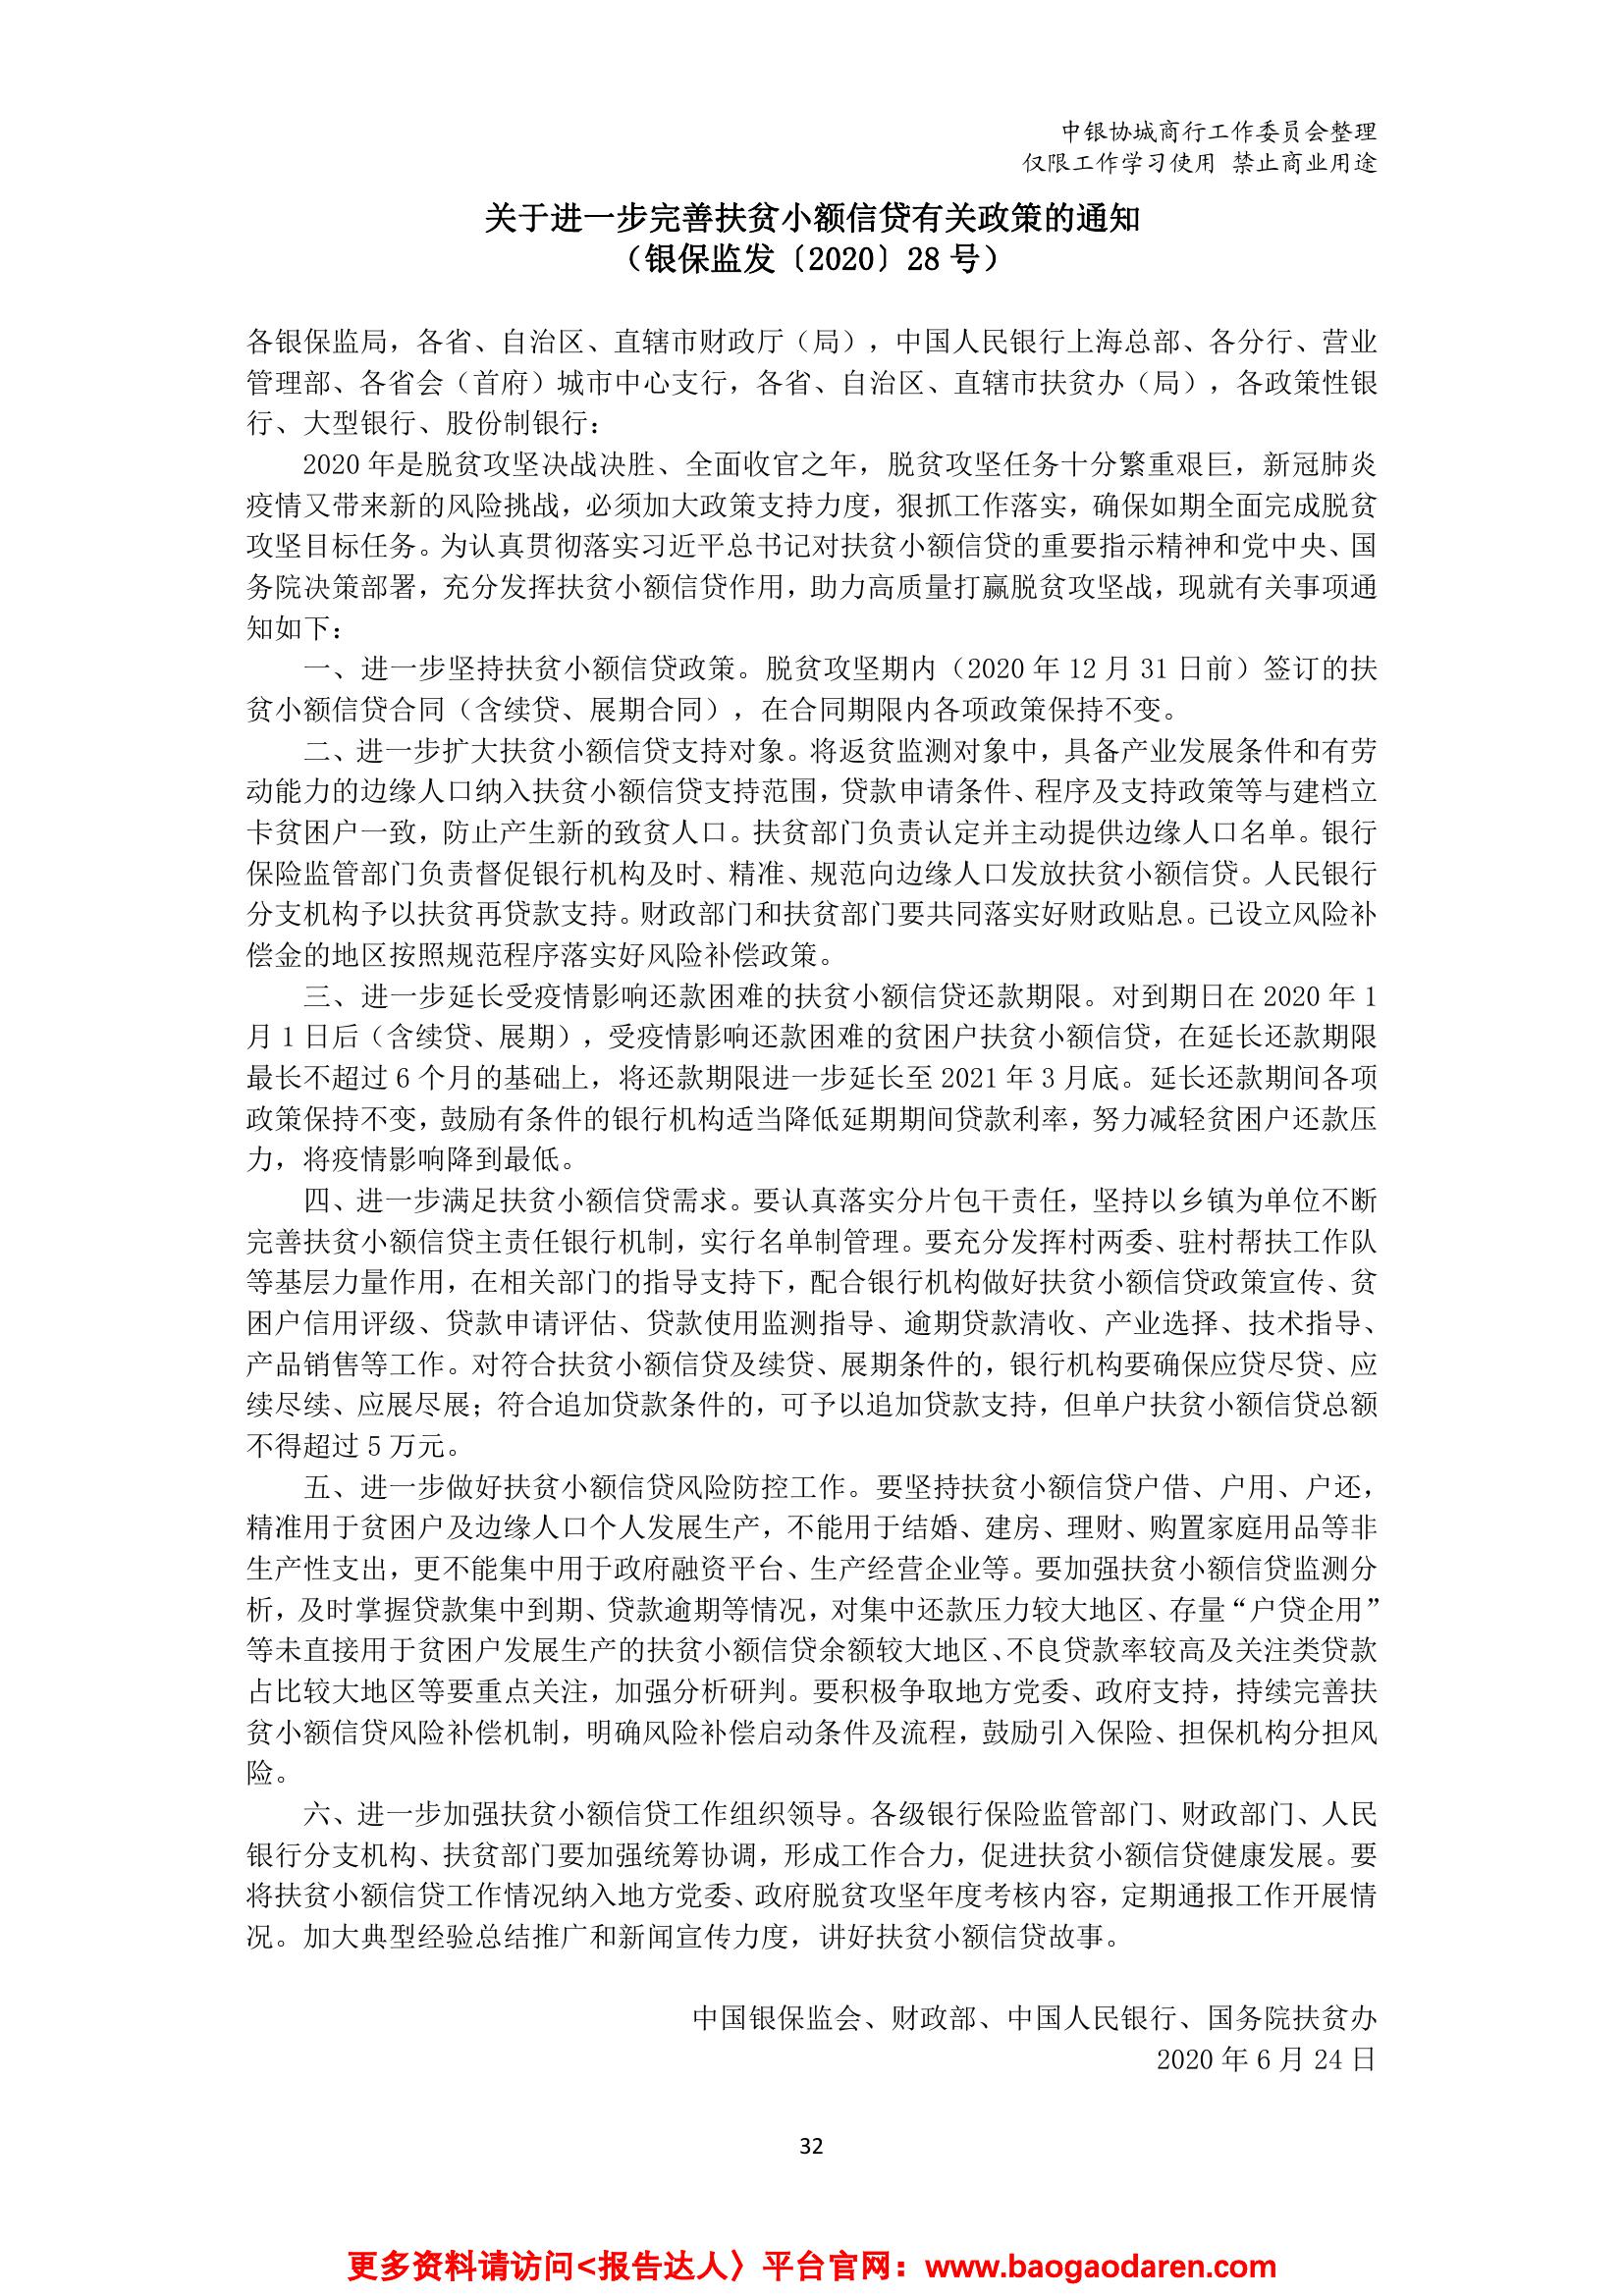 中银协城商行工作委员会整理
仅限工作学习使用 禁止商业用途
关于进一步完善扶贫小额信贷有关政策的通知
（银保监发〔2020〕28 号）
各银保监局，各省、自治区、直辖市财政厅（局），中国人民银行上海总部、各分行、营业
管理部、各省会（首府）城市中心支行，各省、自治区、直辖市扶贫办（局），各政策性银
行、大型银行、股份制银行：
2020 年是脱贫攻坚决战决胜、全面收官之年，脱贫攻坚任务十分繁重艰巨，新冠肺炎
疫情又带来新的风险挑战，必须加大政策支持力度，狠抓工作落实，确保如期全面完成脱贫
攻坚目标任务。为认真贯彻落实习近平总书记对扶贫小额信贷的重要指示精神和党中央、国
务院决策部署，充分发挥扶贫小额信贷作用，助力高质量打赢脱贫攻坚战，现就有关事项通
知如下：
一、进一步坚持扶贫小额信贷政策。脱贫攻坚期内（2020 年 12 月 31 日前）签订的扶
贫小额信贷合同（含续贷、展期合同），在合同期限内各项政策保持不变。
二、进一步扩大扶贫小额信贷支持对象。将返贫监测对象中，具备产业发展条件和有劳
动能力的边缘人口纳入扶贫小额信贷支持范围，贷款申请条件、程序及支持政策等与建档立
卡贫困户一致，防止产生新的致贫人口。扶贫部门负责认定并主动提供边缘人口名单。银行
保险监管部门负责督促银行机构及时、精准、规范向边缘人口发放扶贫小额信贷。人民银行
分支机构予以扶贫再贷款支持。财政部门和扶贫部门要共同落实好财政贴息。已设立风险补
偿金的地区按照规范程序落实好风险补偿政策。
三、进一步延长受疫情影响还款困难的扶贫小额信贷还款期限。对到期日在 2020 年 1
月 1 日后（含续贷、展期），受疫情影响还款困难的贫困户扶贫小额信贷，在延长还款期限
最长不超过 6 个月的基础上，将还款期限进一步延长至 2021 年 3 月底。延长还款期间各项
政策保持不变，鼓励有条件的银行机构适当降低延期期间贷款利率，努力减轻贫困户还款压
力，将疫情影响降到最低。
四、进一步满足扶贫小额信贷需求。要认真落实分片包干责任，坚持以乡镇为单位不断
完善扶贫小额信贷主责任银行机制，实行名单制管理。要充分发挥村两委、驻村帮扶工作队
等基层力量作用，在相关部门的指导支持下，配合银行机构做好扶贫小额信贷政策宣传、贫
困户信用评级、贷款申请评估、贷款使用监测指导、逾期贷款清收、产业选择、技术指导、
产品销售等工作。对符合扶贫小额信贷及续贷、展期条件的，银行机构要确保应贷尽贷、应
续尽续、应展尽展；符合追加贷款条件的，可予以追加贷款支持，但单户扶贫小额信贷总额
不得超过 5 万元。
五、进一步做好扶贫小额信贷风险防控工作。要坚持扶贫小额信贷户借、户用、户还，
精准用于贫困户及边缘人口个人发展生产，不能用于结婚、建房、理财、购置家庭用品等非
生产性支出，更不能集中用于政府融资平台、生产经营企业等。要加强扶贫小额信贷监测分
析，及时掌握贷款集中到期、贷款逾期等情况，对集中还款压力较大地区、存量“户贷企用”
等未直接用于贫困户发展生产的扶贫小额信贷余额较大地区、不良贷款率较高及关注类贷款
占比较大地区等要重点关注，加强分析研判。要积极争取地方党委、政府支持，持续完善扶
贫小额信贷风险补偿机制，明确风险补偿启动条件及流程，鼓励引入保险、担保机构分担风
险。
六、进一步加强扶贫小额信贷工作组织领导。各级银行保险监管部门、财政部门、人民
银行分支机构、扶贫部门要加强统筹协调，形成工作合力，促进扶贫小额信贷健康发展。要
将扶贫小额信贷工作情况纳入地方党委、政府脱贫攻坚年度考核内容，定期通报工作开展情
况。加大典型经验总结推广和新闻宣传力度，讲好扶贫小额信贷故事。
中国银保监会、财政部、中国人民银行、国务院扶贫办
2020 年 6 月 24 日
32
更多资料请访问<报告达人〉平台官网：www.baogaodaren.com